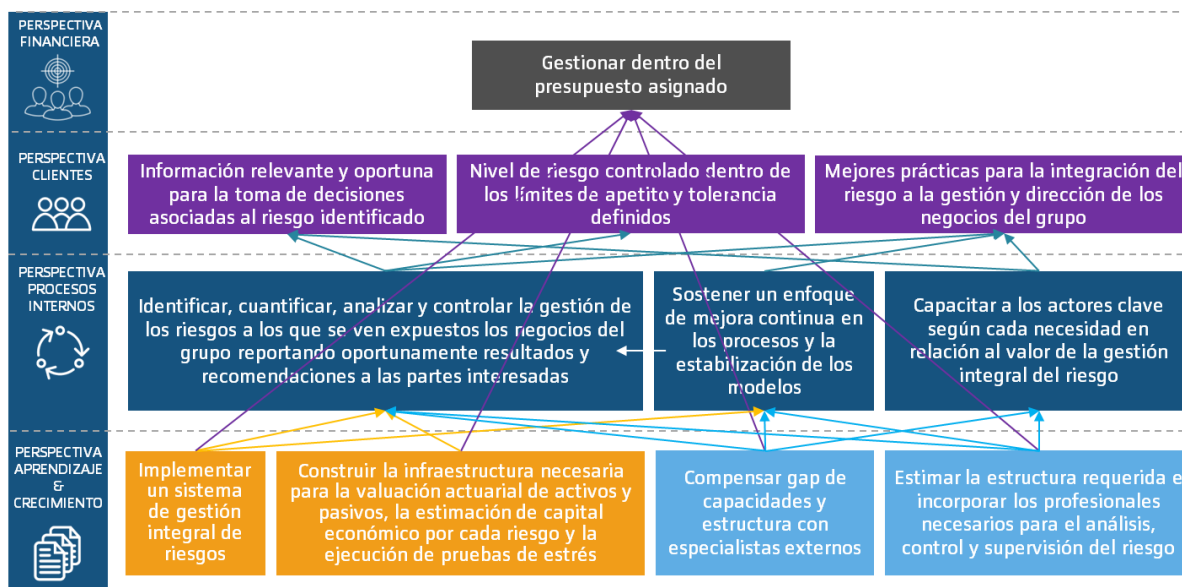 PERSPECTIVA
FINANCIERA
Gestionar dentro del
presupuesto asignado
PERSPECTIVA
CLIENTES
Información relevante y oportuna
para la toma de decisiones
asociadas al riesgo identificado
Nivel de riesgo controlado dentro de
los límites de apetito y tolerancia
definidos
Mejores prácticas para la integración del
riesgo a la gestión y dirección de los
negocios del grupo
PERSPECTIVA
PROCESOS
INTERNOS
Identificar, cuantificar, analizar y controlar la gestión de
los riesgos a los que se ven expuestos los negocios del
grupo reportando oportunamente resultados y
recomendaciones a las partes interesadas
Sostener un enfoque
de mejora continua en
los procesos y la
estabilización de los
modelos
Capacitar a los actores clave
según cada necesidad en
relación al valor de la gestión
integral del riesgo
PERSPECTIVA
APRENDIZAJE
&
CRECIMIENTO
Implementar
un sistema
de gestión
integral de
riesgos
Construir la infraestructura necesaria
para la valuación actuarial de activos y
pasivos, la estimación de capital
económico por cada riesgo y la
ejecución de pruebas de estrés
Compensar gap de
capacidades y
estructura con
especialistas externos
Estimar la estructura requerida e
incorporar los profesionales
necesarios para el análisis,
control y supervisión del riesgo